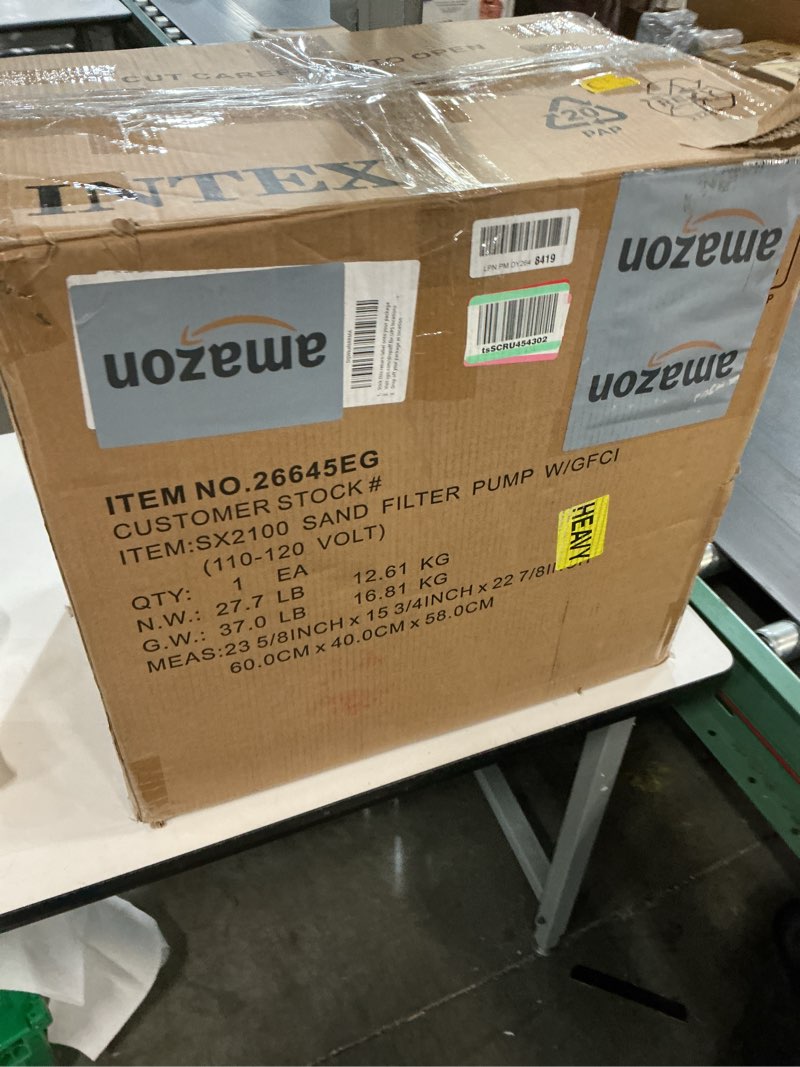 CUT CAREFULLY TO OPEN
INTEX
20
PAP
amazon
LPN PM DY264 8419
tsSCRU454302
amazon
amazon
ITEM NO.26645EG
CUSTOMER STOCK #
ITEM:SX2100 SAND FILTER PUMP W/GFCI
(110-120 VOLT)
QTY: 1 EA
N.W.: 27.7 LB 12.61 KG
G.W.: 37.0 LB 16.81 KG
MEAS:23 5/8INCH x 15 3/4INCH x 22 7/8INCH
60.0CM x 40.0CM x 58.0CM
HEAVY